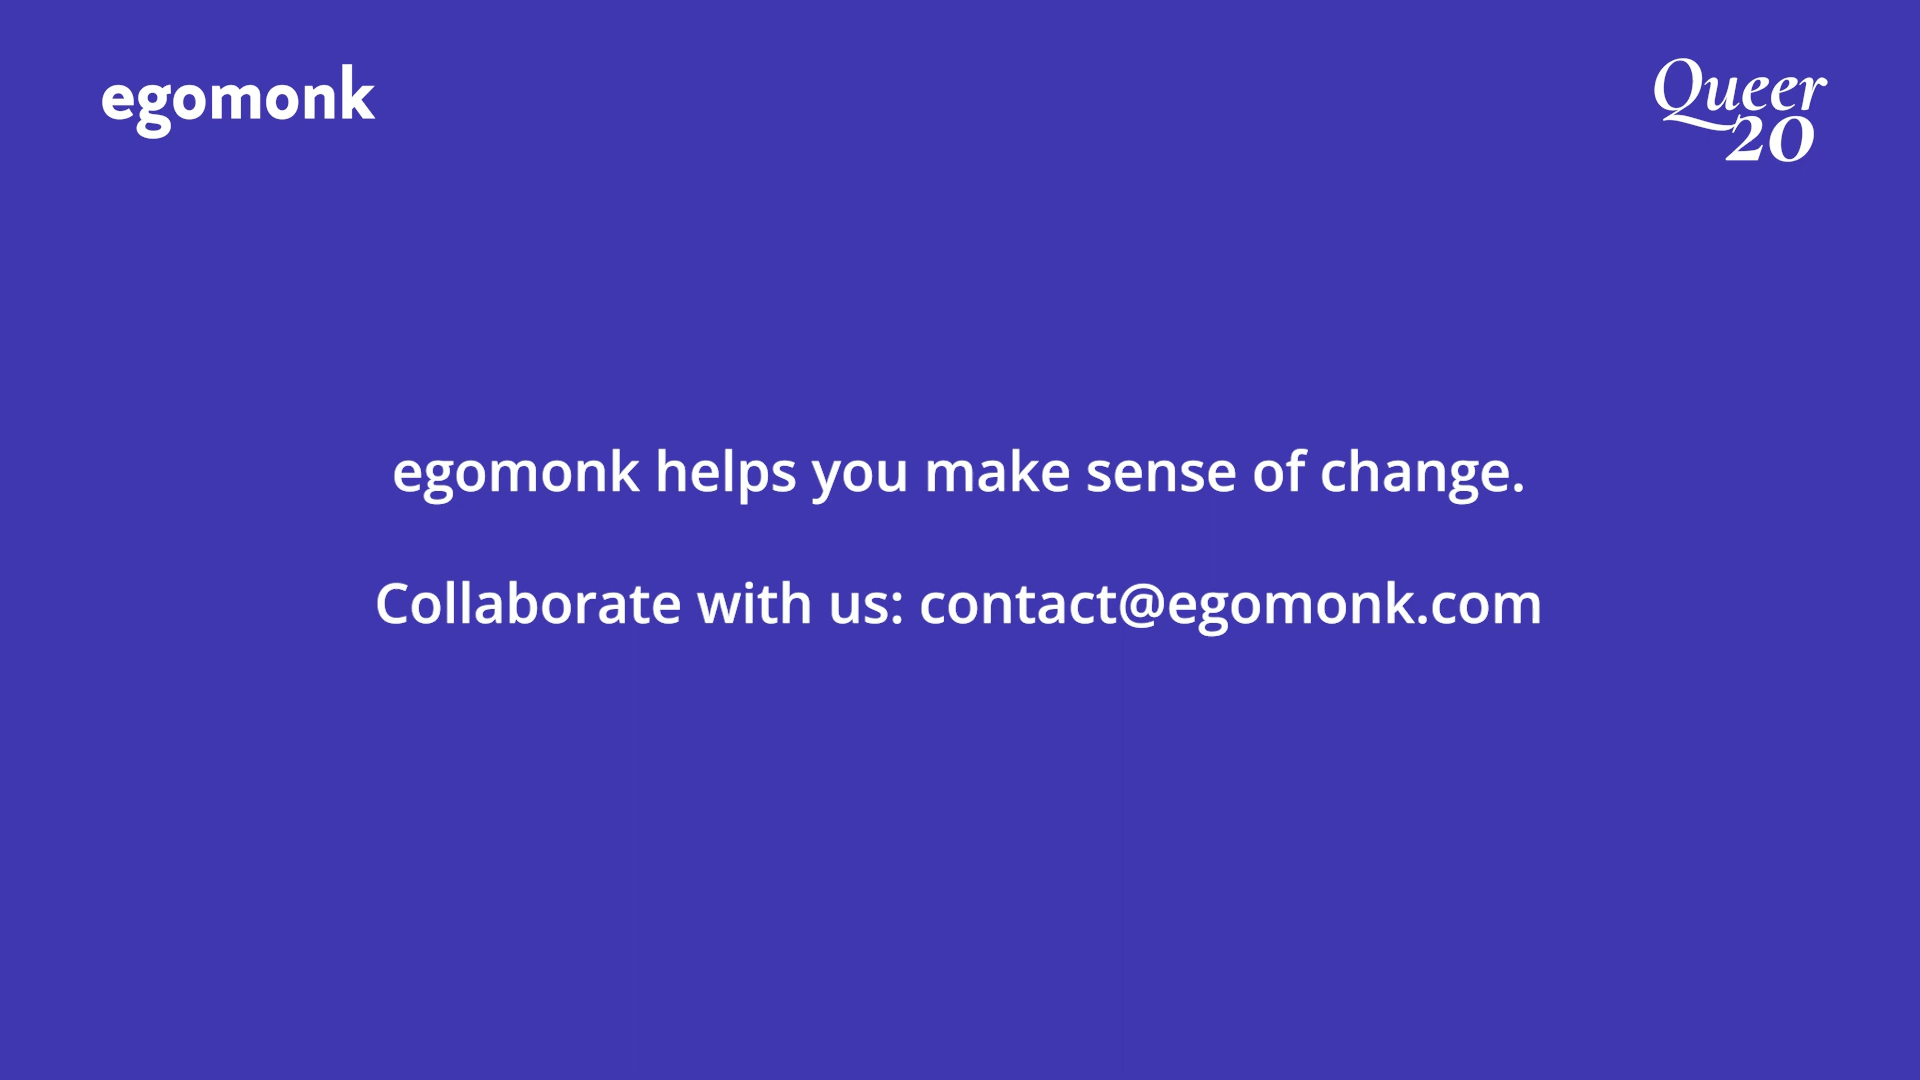 egomonk
Queer
20
egomonk helps you make sense of change.
Collaborate with us: contact@egomonk.com